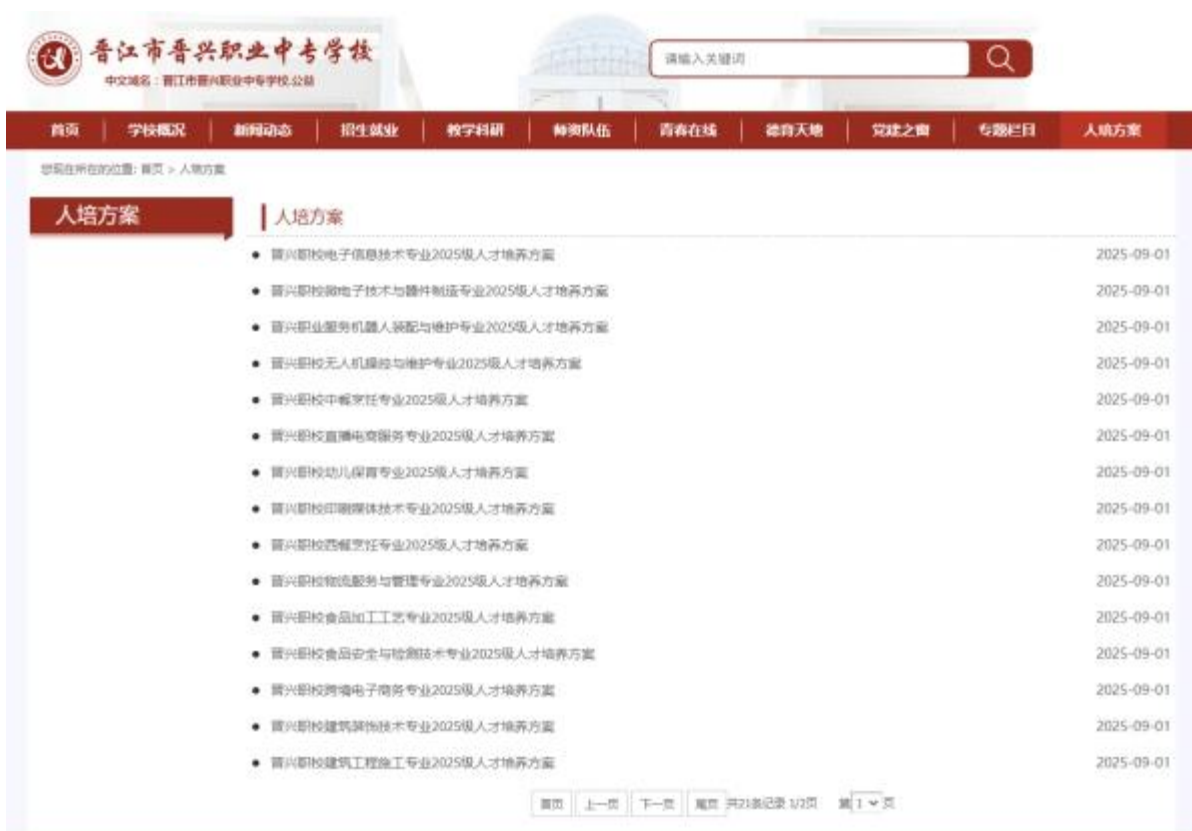 晋江市晋兴职业中专学校
中文域名：晋江市晋兴职业中专学校.公益
请输入关键词
首页 学校概况 新闻动态 招生就业 教学科研 师资队伍 青春在线 德育天地 党建之窗 专题栏目 人培方案
您现在所在的位置: 首页 > 人培方案
人培方案
人培方案
晋兴职校电子信息技术专业2025级人才培养方案 2025-09-01
晋兴职校微电子技术与器件制造专业2025级人才培养方案 2025-09-01
晋兴职业服务机器人装配与维护专业2025级人才培养方案 2025-09-01
晋兴职校无人机操控与维护专业2025级人才培养方案 2025-09-01
晋兴职校中餐烹饪专业2025级人才培养方案 2025-09-01
晋兴职校直播电商服务专业2025级人才培养方案 2025-09-01
晋兴职校幼儿保育专业2025级人才培养方案 2025-09-01
晋兴职校印刷媒体技术专业2025级人才培养方案 2025-09-01
晋兴职校西餐烹饪专业2025级人才培养方案 2025-09-01
晋兴职校物流服务与管理专业2025级人才培养方案 2025-09-01
晋兴职校食品加工工艺专业2025级人才培养方案 2025-09-01
晋兴职校食品安全与检测技术专业2025级人才培养方案 2025-09-01
晋兴职校跨境电子商务专业2025级人才培养方案 2025-09-01
晋兴职校建筑装饰技术专业2025级人才培养方案 2025-09-01
晋兴职校建筑工程施工专业2025级人才培养方案 2025-09-01
首页 上一页 下一页 尾页 共21条记录 1/2页 第 1 页